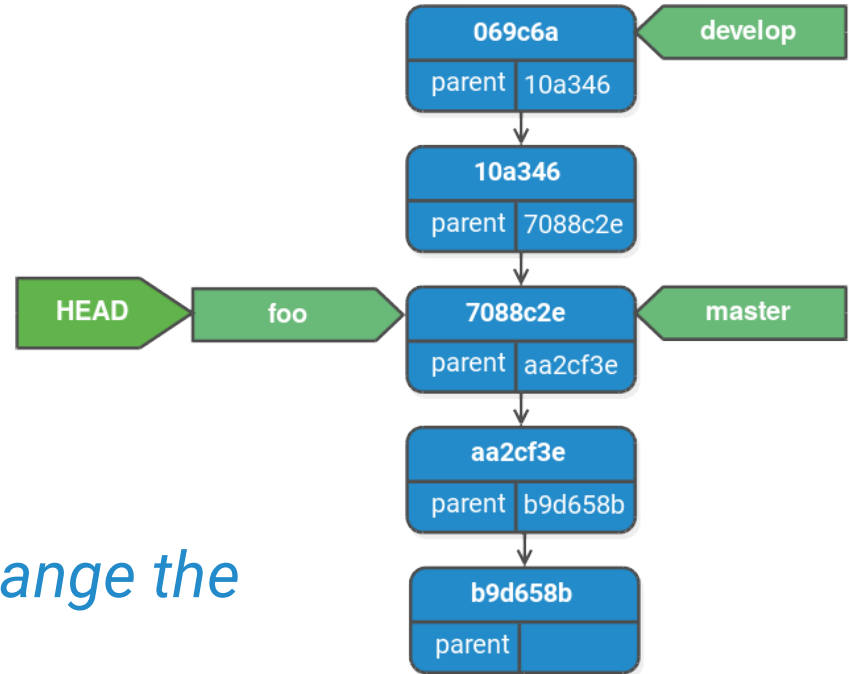 069c6a
develop
parent 10a346
10a346
parent 7088c2e
HEAD
foo
7088c2e
master
parent aa2cf3e
aa2cf3e
parent b9d658b
ange the
b9d658b
parent